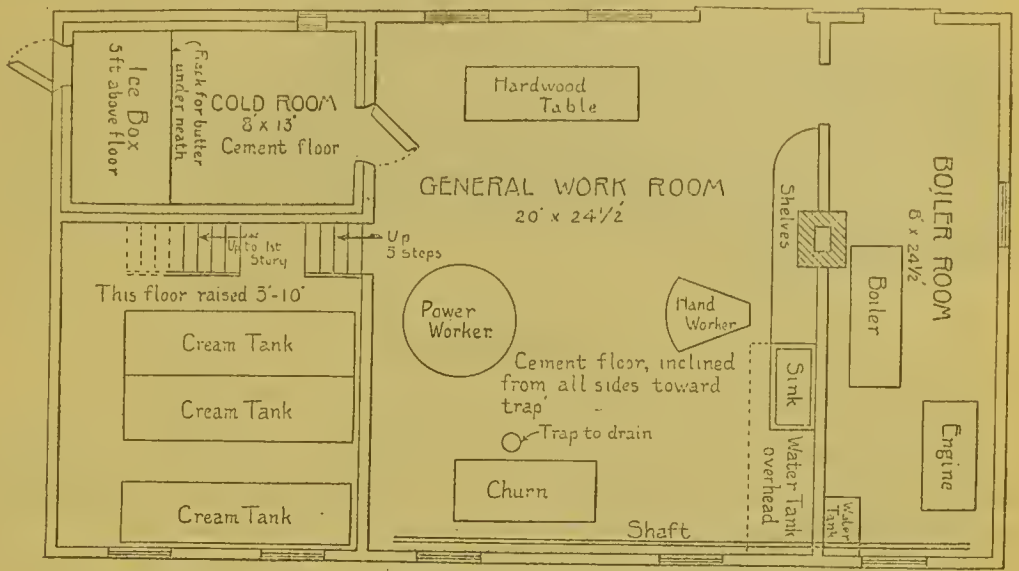 Ice Box
5ft above floor
(Rack for butter
under neath
COLD ROOM
8' x 13'
Cement floor
Hardwood
Table
GENERAL WORK ROOM
20' x 24½'
Shelves
BOILER ROOM
8' x 24½'
Boiler
Up to 1st
Story
Up
5 Steps
This floor raised 3'-10"
Cream Tank
Cream Tank
Cream Tank
Power
Worker.
Hand
Worker
Cement floor, inclined
from all sides toward
trap
Trap to drain
Churn
Sink
Water Tank
overhead
Water
Tank
Engine
Shaft